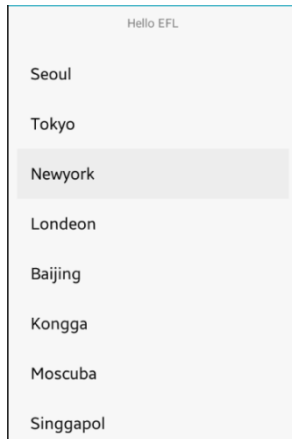 Hello EFL
Seoul
Tokyo
Newyork
Londeon
Baijing
Kongga
Moscuba
Singgapol